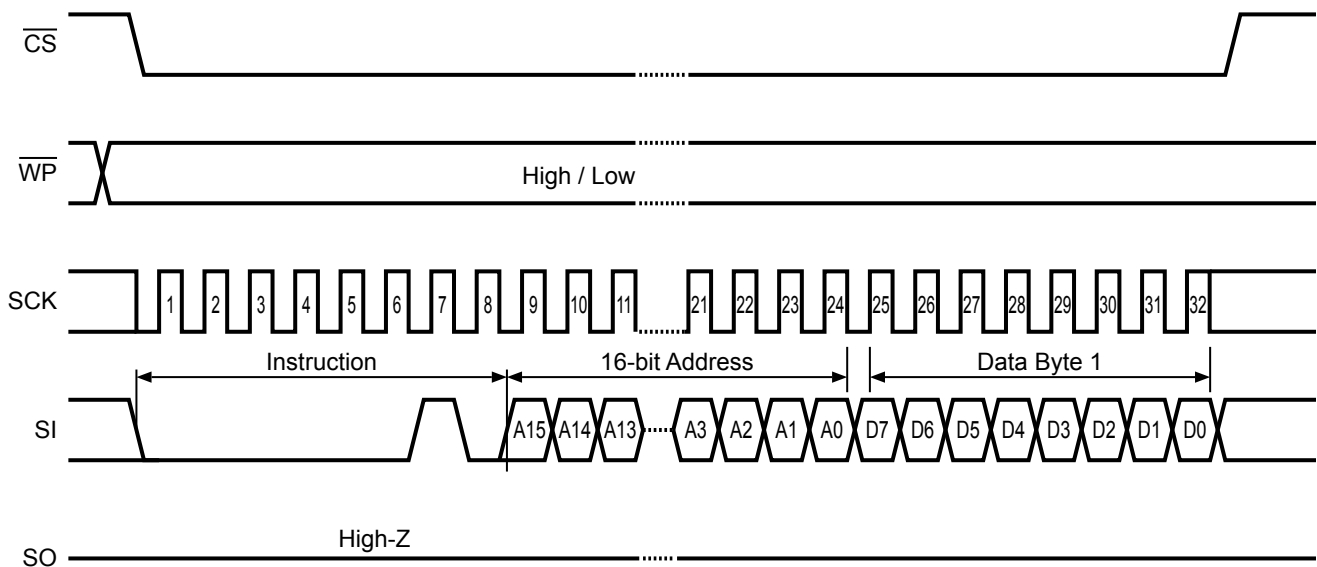 C̅S̅
W̅P̅
High / Low
SCK
1 2 3 4 5 6 7 8 9 10 11 21 22 23 24 25 26 27 28 29 30 31 32
Instruction 16-bit Address Data Byte 1
SI
A15 A14 A13 A3 A2 A1 A0 D7 D6 D5 D4 D3 D2 D1 D0
High-Z
SO